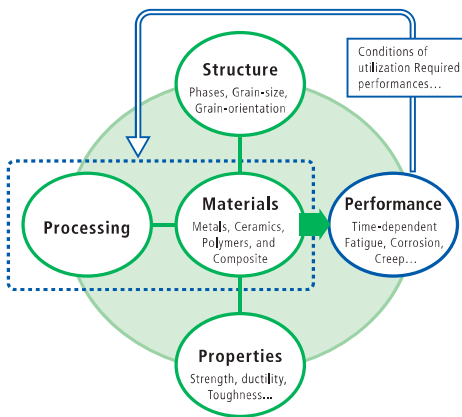 Conditions of
utilization Required
performances...
Structure
Phases, Grain-size,
Grain-orientation
Processing
Materials
Metals, Ceramics,
Polymers, and
Composite
Performance
Time-dependent
Fatigue, Corrosion,
Creep...
Properties
Strength, ductility,
Toughness...